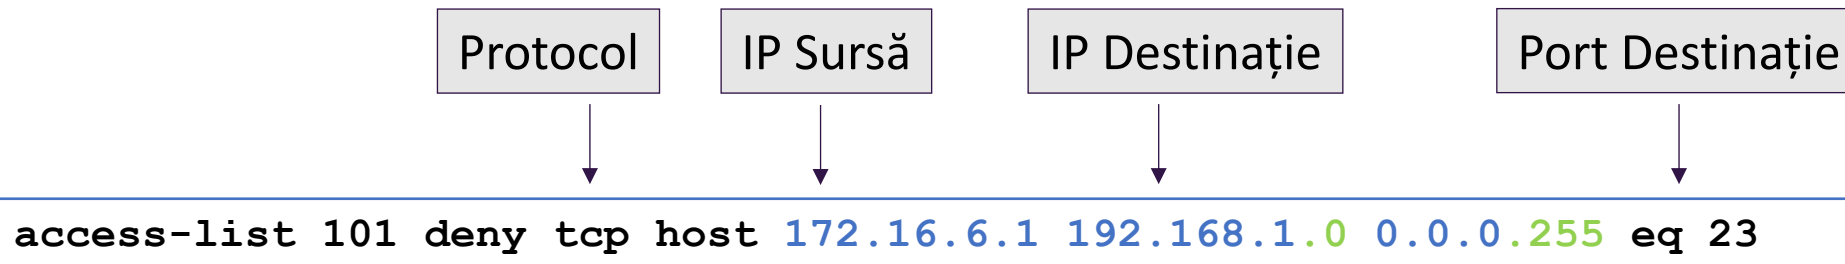 Protocol IP Sursă IP Destinație Port Destinație
access-list 101 deny tcp host 172.16.6.1 192.168.1.0 0.0.0.255 eq 23